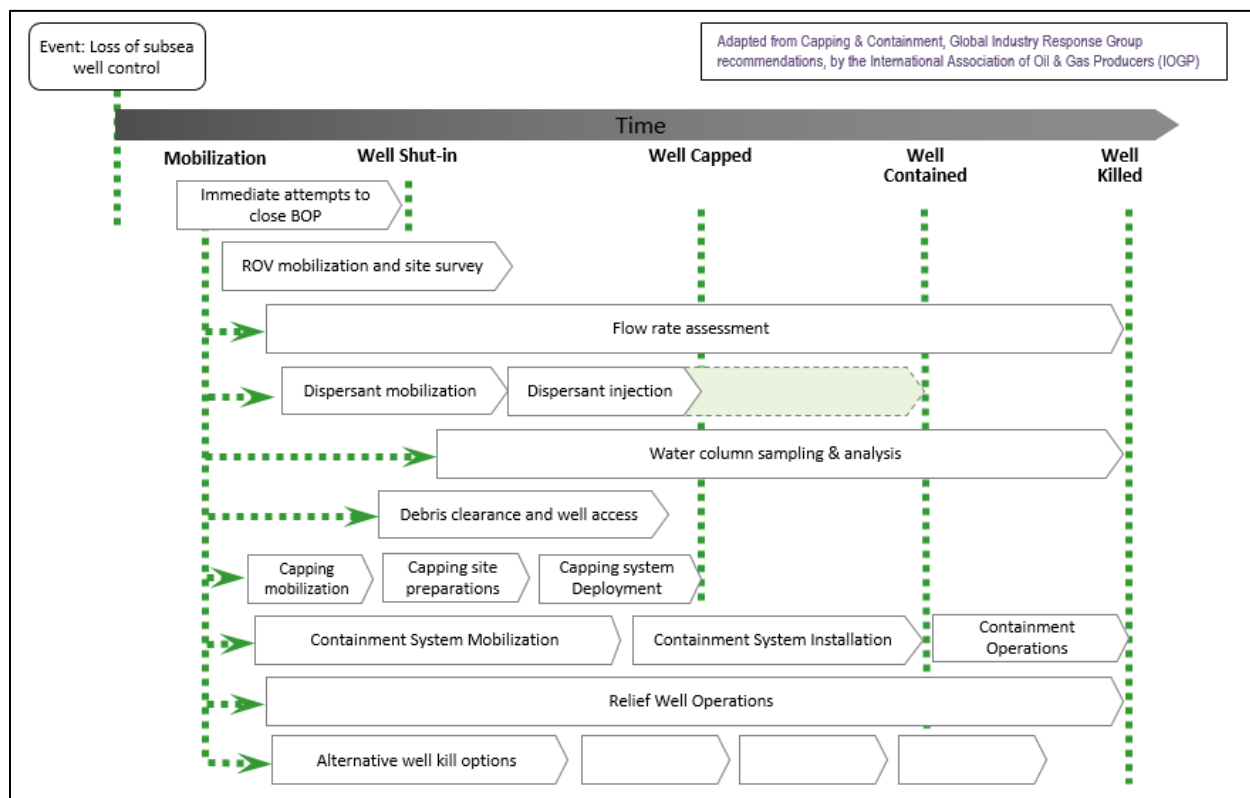 Event: Loss of subsea
well control
Adapted from Capping & Containment, Global Industry Response Group
recommendations, by the International Association of Oil & Gas Producers (IOGP)
Time
Mobilization
Well Shut-in
Well Capped
Well
Contained
Well
Killed
Immediate attempts to
close BOP
ROV mobilization and site survey
Flow rate assessment
Dispersant mobilization
Dispersant injection
Water column sampling & analysis
Debris clearance and well access
Capping
mobilization
Capping site
preparations
Capping system
Deployment
Containment System Mobilization
Containment System Installation
Containment
Operations
Relief Well Operations
Alternative well kill options